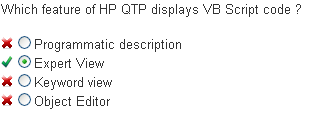 Which feature of HP QTP displays VB Script code ?
Programmatic description
Expert View
Keyword view
Object Editor